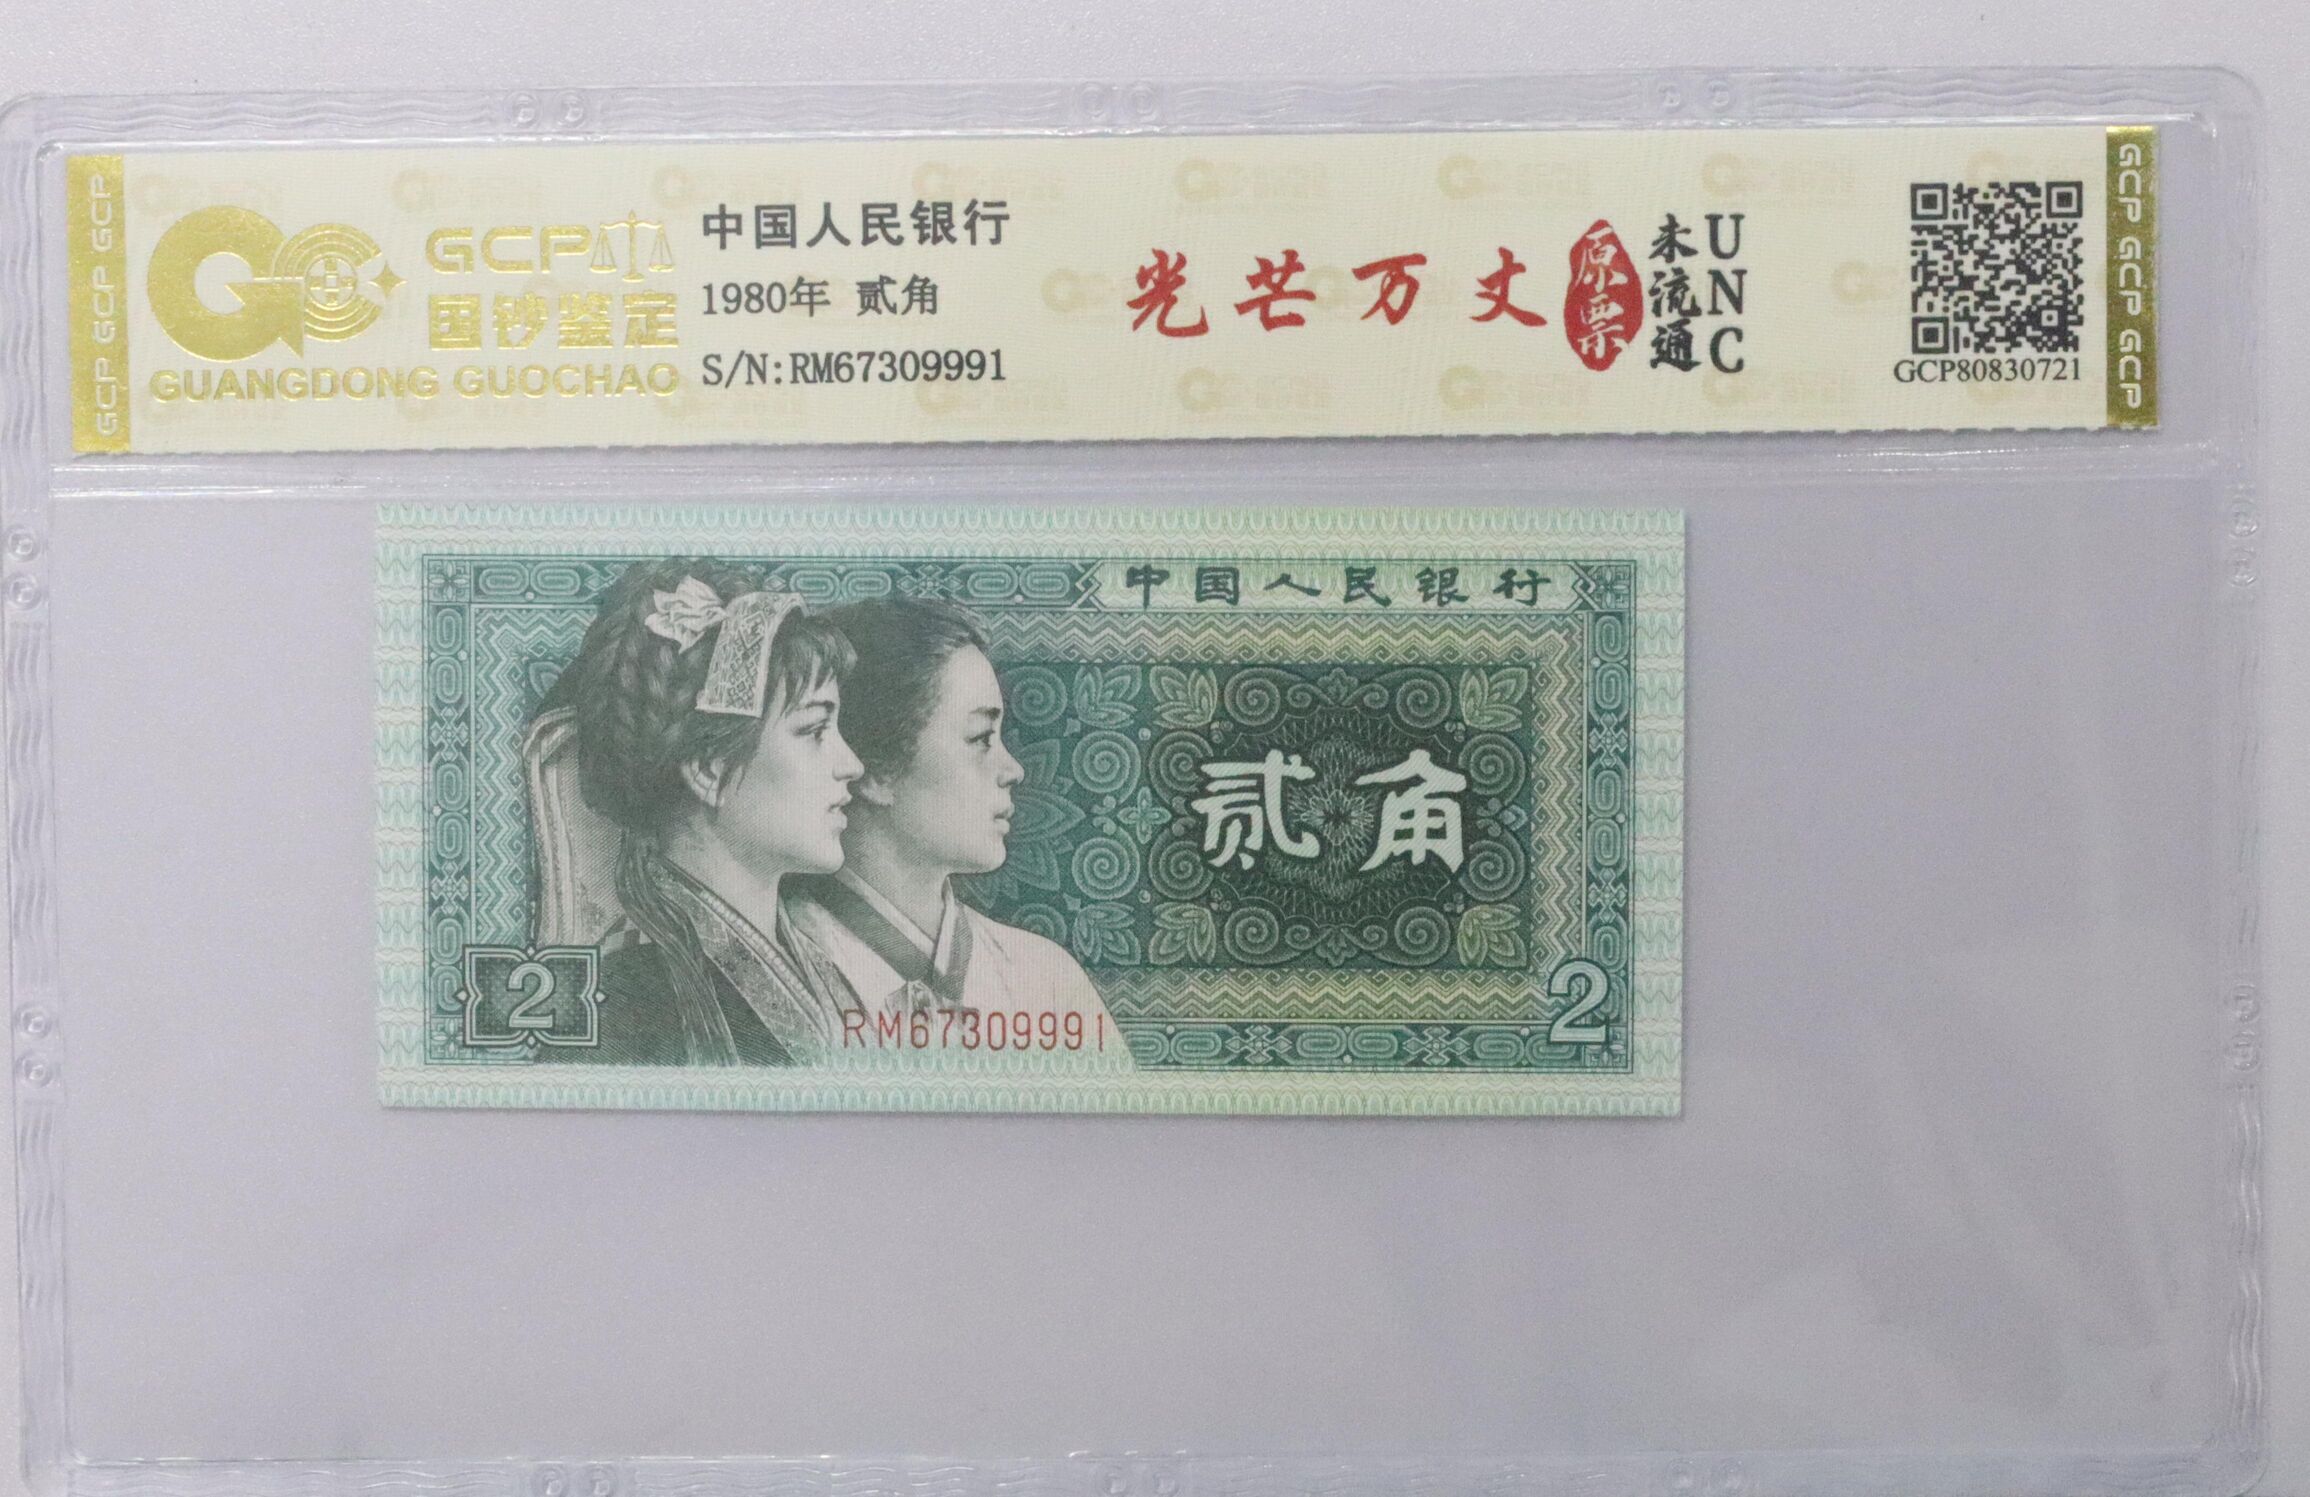 GCP GCP GCP
GCP
国钞鉴定
GUANGDONG GUOCHAO
中国人民银行
1980年 贰角
S/N:RM67309991
光芒万丈
原票
未流通
UNC
GCP80830721
GCP GCP GCP
中国人民银行
贰角
2
RM67309991
2